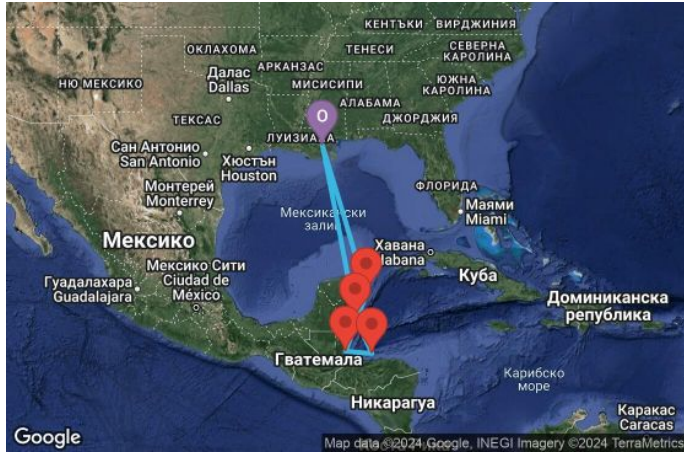 КЕНТЪКИ
ВИРДЖИНИЯ
ОКЛАХОМА
ТЕНЕСИ
СЕВЕРНА
КАРОЛИНА
АРКАНЗАС
НЮ МЕКСИКО
Далас
Dallas
МИСИСИПИ
ЮЖНА
КАРОЛИНА
АЛАБАМА
O
ТЕКСАС
ДЖОРДЖИЯ
ЛУИЗИАНА
Сан Антонио
San Antonio
Хюстън
Houston
ФЛОРИДА
Монтерей
Monterrey
Маями
Miami
Мексикански
залив
Мексико
Хавана
Habana
Мексико Сити
Ciudad de
México
Куба
Гуадалахара
Guadalajara
Доминиканска
република
Гватемала
Карибско
море
Никарагуа
Каракас
Caracas
Google
Map data ©2024 Google, INEGI Imagery ©2024 TerraMetrics